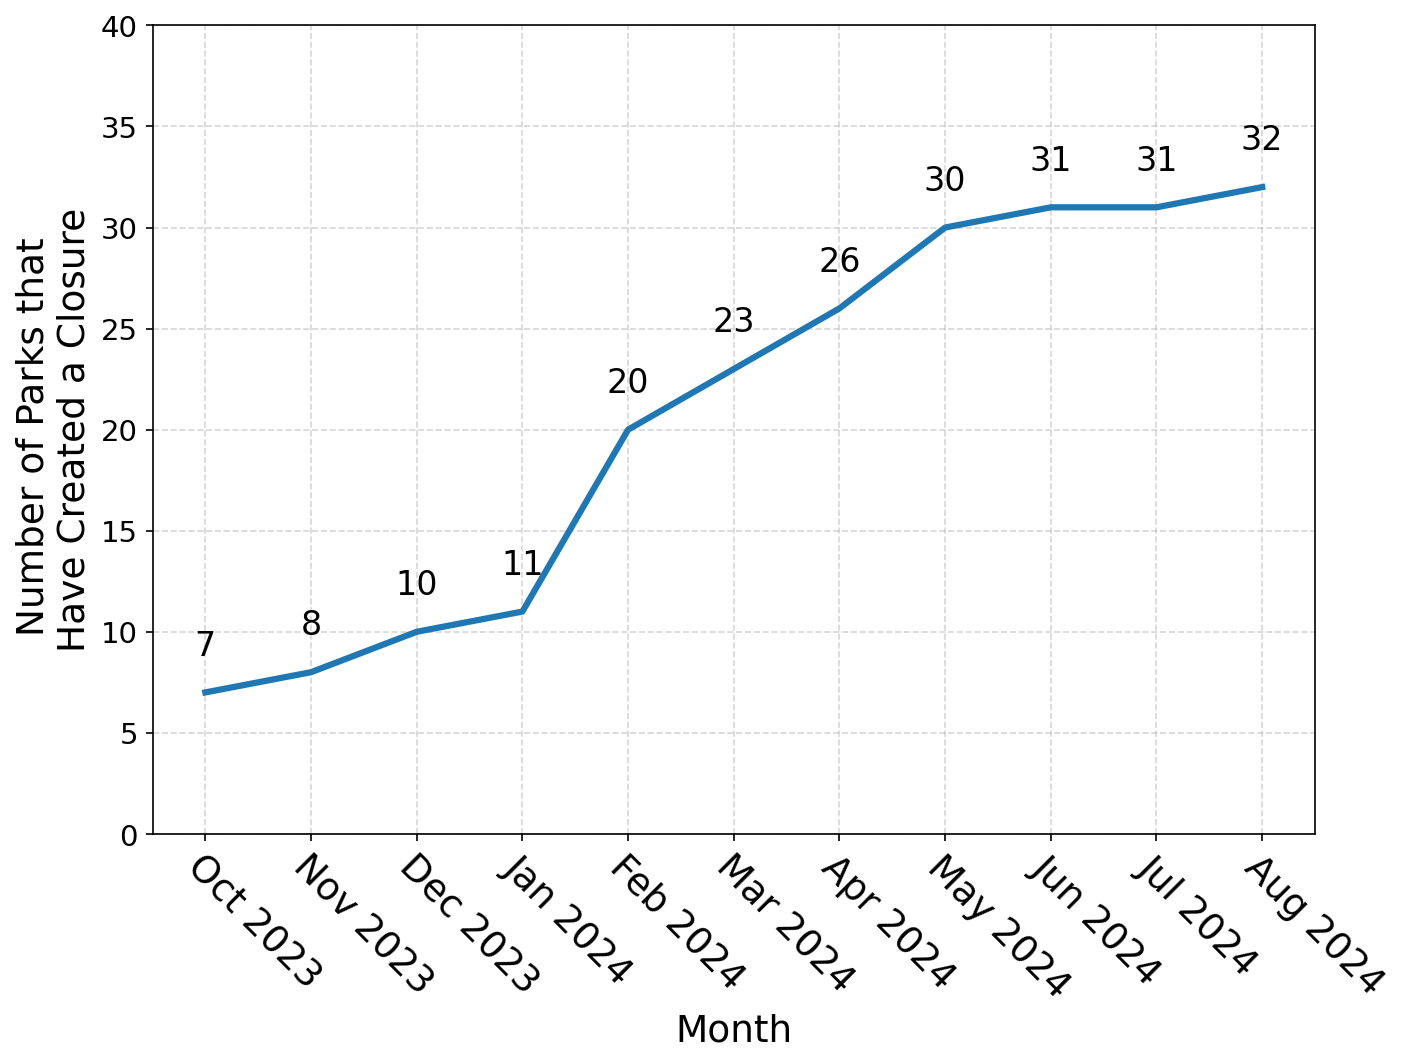 Number of Parks that
Have Created a Closure
40
35
30
25
20
15
10
5
0
7
8
10
11
20
23
26
30
31
31
32
Oct 2023
Nov 2023
Dec 2023
Jan 2024
Feb 2024
Mar 2024
Apr 2024
May 2024
Jun 2024
Jul 2024
Aug 2024
Month